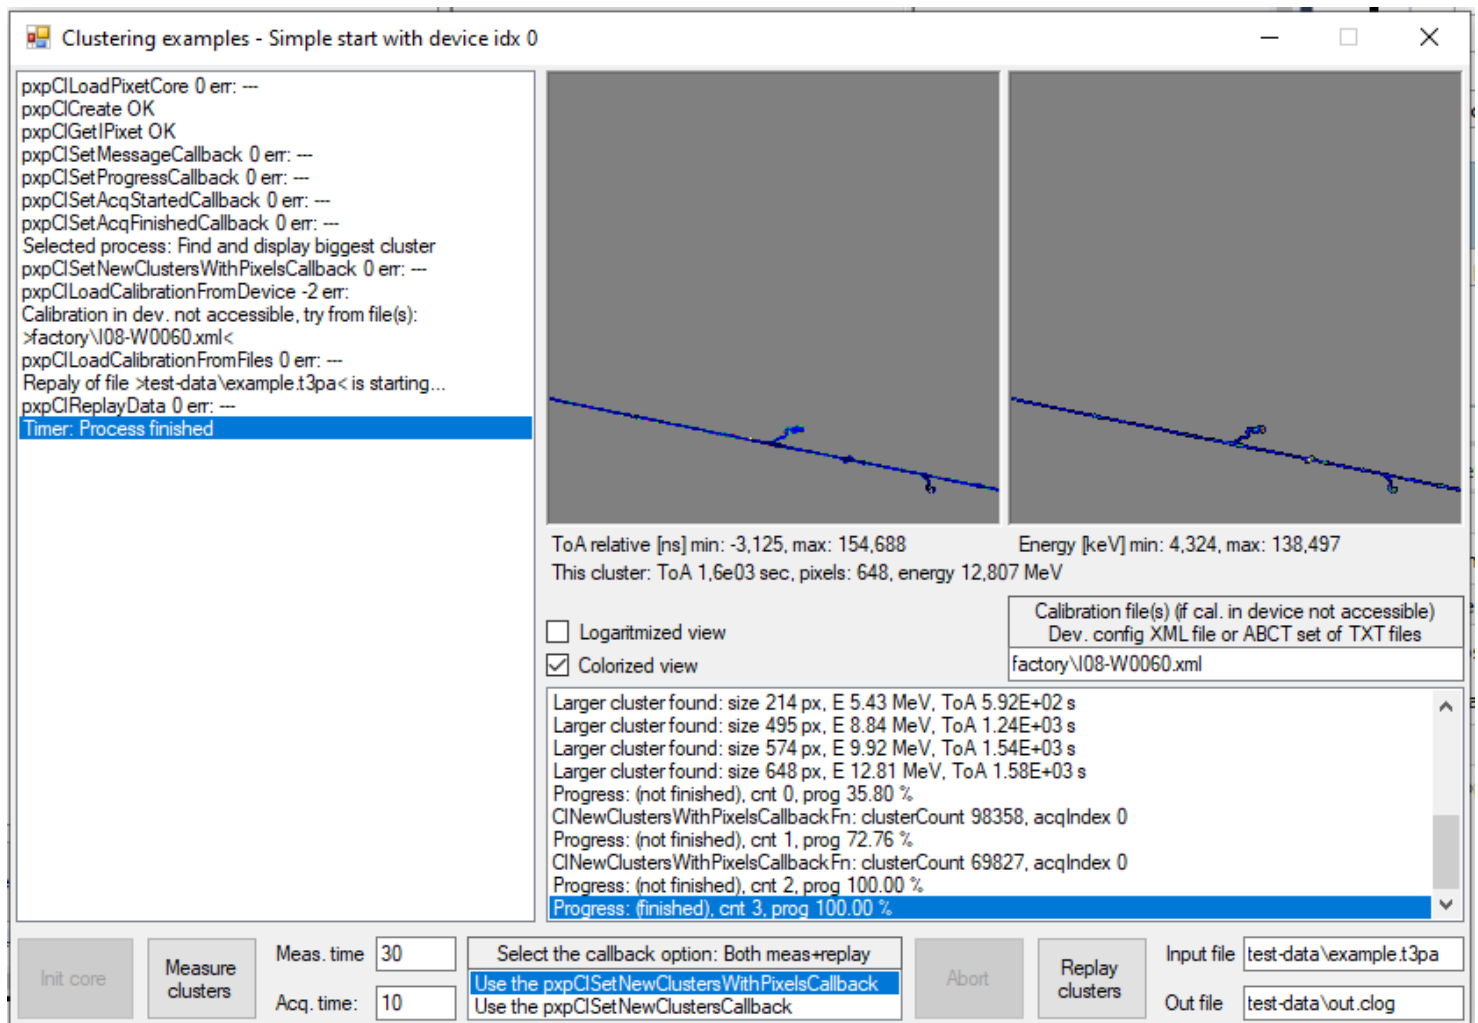 Clustering examples - Simple start with device idx 0
pxpClLoadPixetCore 0 err: ---
pxpClCreate OK
pxpClGetIPixet OK
pxpClSetMessageCallback 0 err: ---
pxpClSetProgressCallback 0 err: ---
pxpClSetAcqStartedCallback 0 err: ---
pxpClSetAcqFinishedCallback 0 err: ---
Selected process: Find and display biggest cluster
pxpClSetNewClustersWithPixelsCallback 0 err: ---
pxpClLoadCalibrationFromDevice -2 err:
Calibration in dev. not accessible, try from file(s):
>factory\I08-W0060.xml<
pxpClLoadCalibrationFromFiles 0 err: ---
Repaly of file >test-data\example.t3pa< is starting...
pxpClReplayData 0 err: ---
Timer: Process finished
ToA relative [ns] min: -3,125, max: 154,688
Energy [keV] min: 4,324, max: 138,497
This cluster: ToA 1,6e03 sec, pixels: 648, energy 12,807 MeV
Logaritmized view
Colorized view
Calibration file(s) (if cal. in device not accessible)
Dev. config XML file or ABCT set of TXT files
factory\I08-W0060.xml
Larger cluster found: size 214 px, E 5.43 MeV, ToA 5.92E+02 s
Larger cluster found: size 495 px, E 8.84 MeV, ToA 1.24E+03 s
Larger cluster found: size 574 px, E 9.92 MeV, ToA 1.54E+03 s
Larger cluster found: size 648 px, E 12.81 MeV, ToA 1.58E+03 s
Progress: (not finished), cnt 0, prog 35.80 %
ClNewClustersWithPixelsCallbackFn: clusterCount 98358, acqIndex 0
Progress: (not finished), cnt 1, prog 72.76 %
ClNewClustersWithPixelsCallbackFn: clusterCount 69827, acqIndex 0
Progress: (not finished), cnt 2, prog 100.00 %
Progress: (finished), cnt 3, prog 100.00 %
Init core
Measure
clusters
Meas. time 30
Acq. time: 10
Select the callback option: Both meas+replay
Use the pxpClSetNewClustersWithPixelsCallback
Use the pxpClSetNewClustersCallback
Abort
Replay
clusters
Input file test-data\example.t3pa
Out file test-data\out.clog